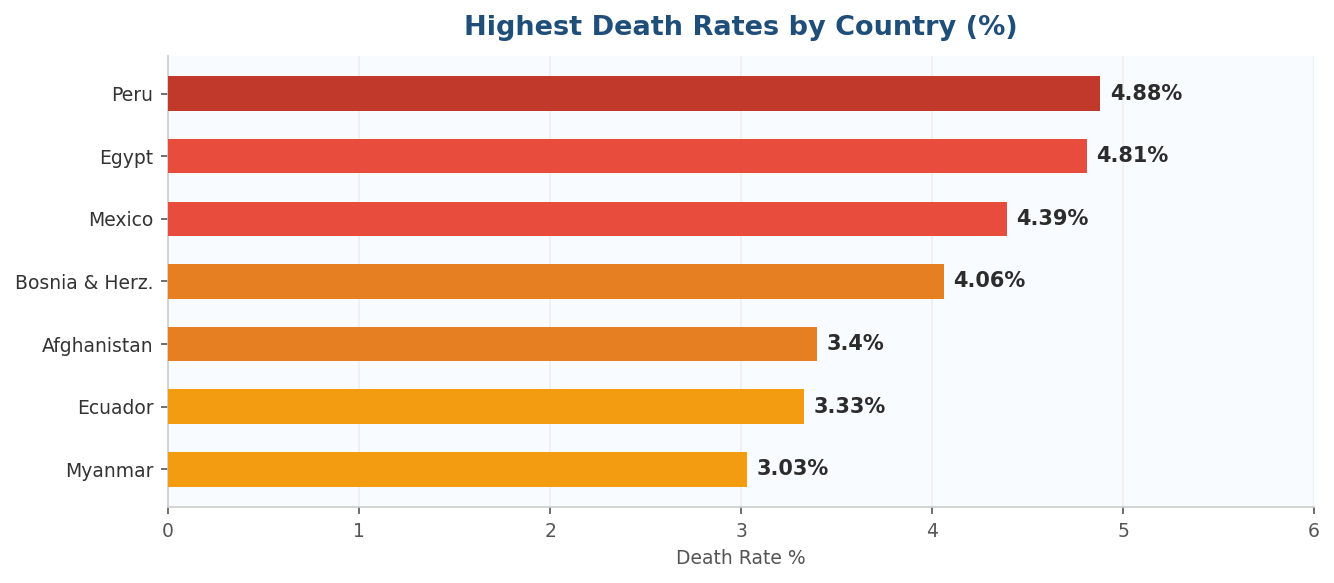 Highest Death Rates by Country (%)
Peru 4.88%
Egypt 4.81%
Mexico 4.39%
Bosnia & Herz. 4.06%
Afghanistan 3.4%
Ecuador 3.33%
Myanmar 3.03%
0 1 2 3 4 5 6
Death Rate %